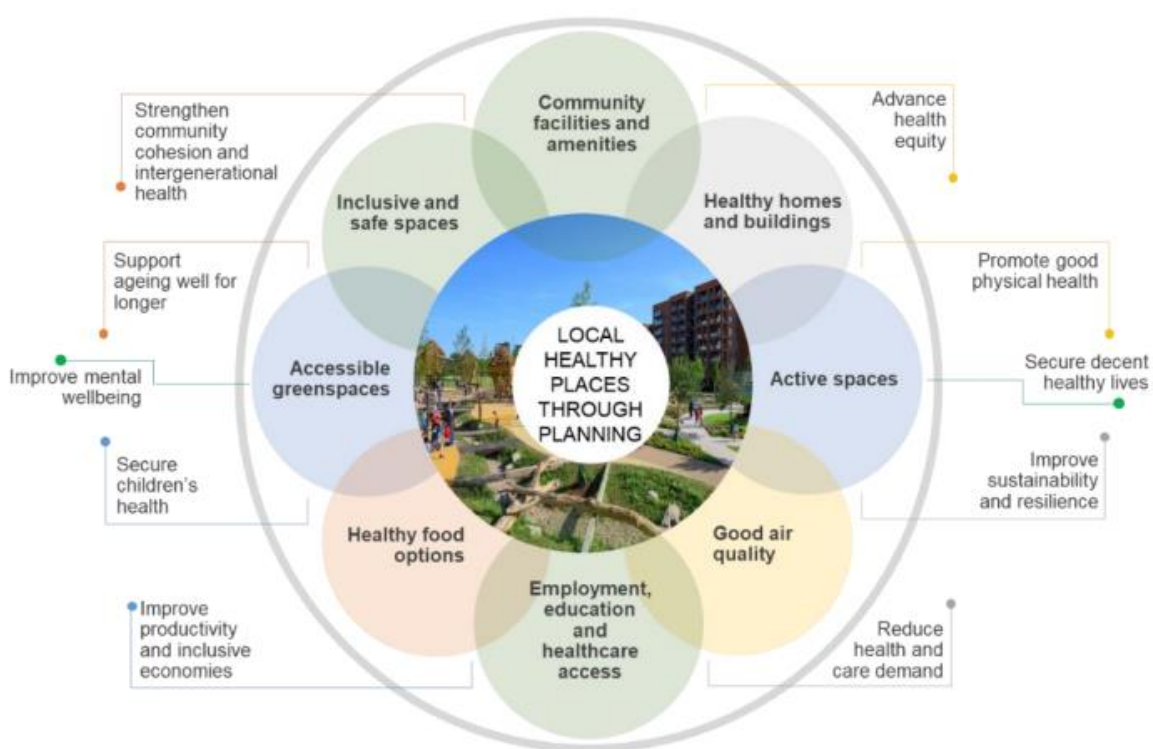 Community
facilities and
amenities
Strengthen
community
cohesion and
intergenerational
health
Advance
health
equity
Inclusive and
safe spaces
Healthy homes
and buildings
Support
ageing well for
longer
Promote good
physical health
LOCAL
HEALTHY
PLACES
THROUGH
PLANNING
Accessible
greenspaces
Active spaces
Improve mental
wellbeing
Secure decent
healthy lives
Secure
children's
health
Improve
sustainability
and resilience
Healthy food
options
Good air
quality
Employment,
education
and
healthcare
access
Improve
productivity
and inclusive
economies
Reduce
health and
care demand